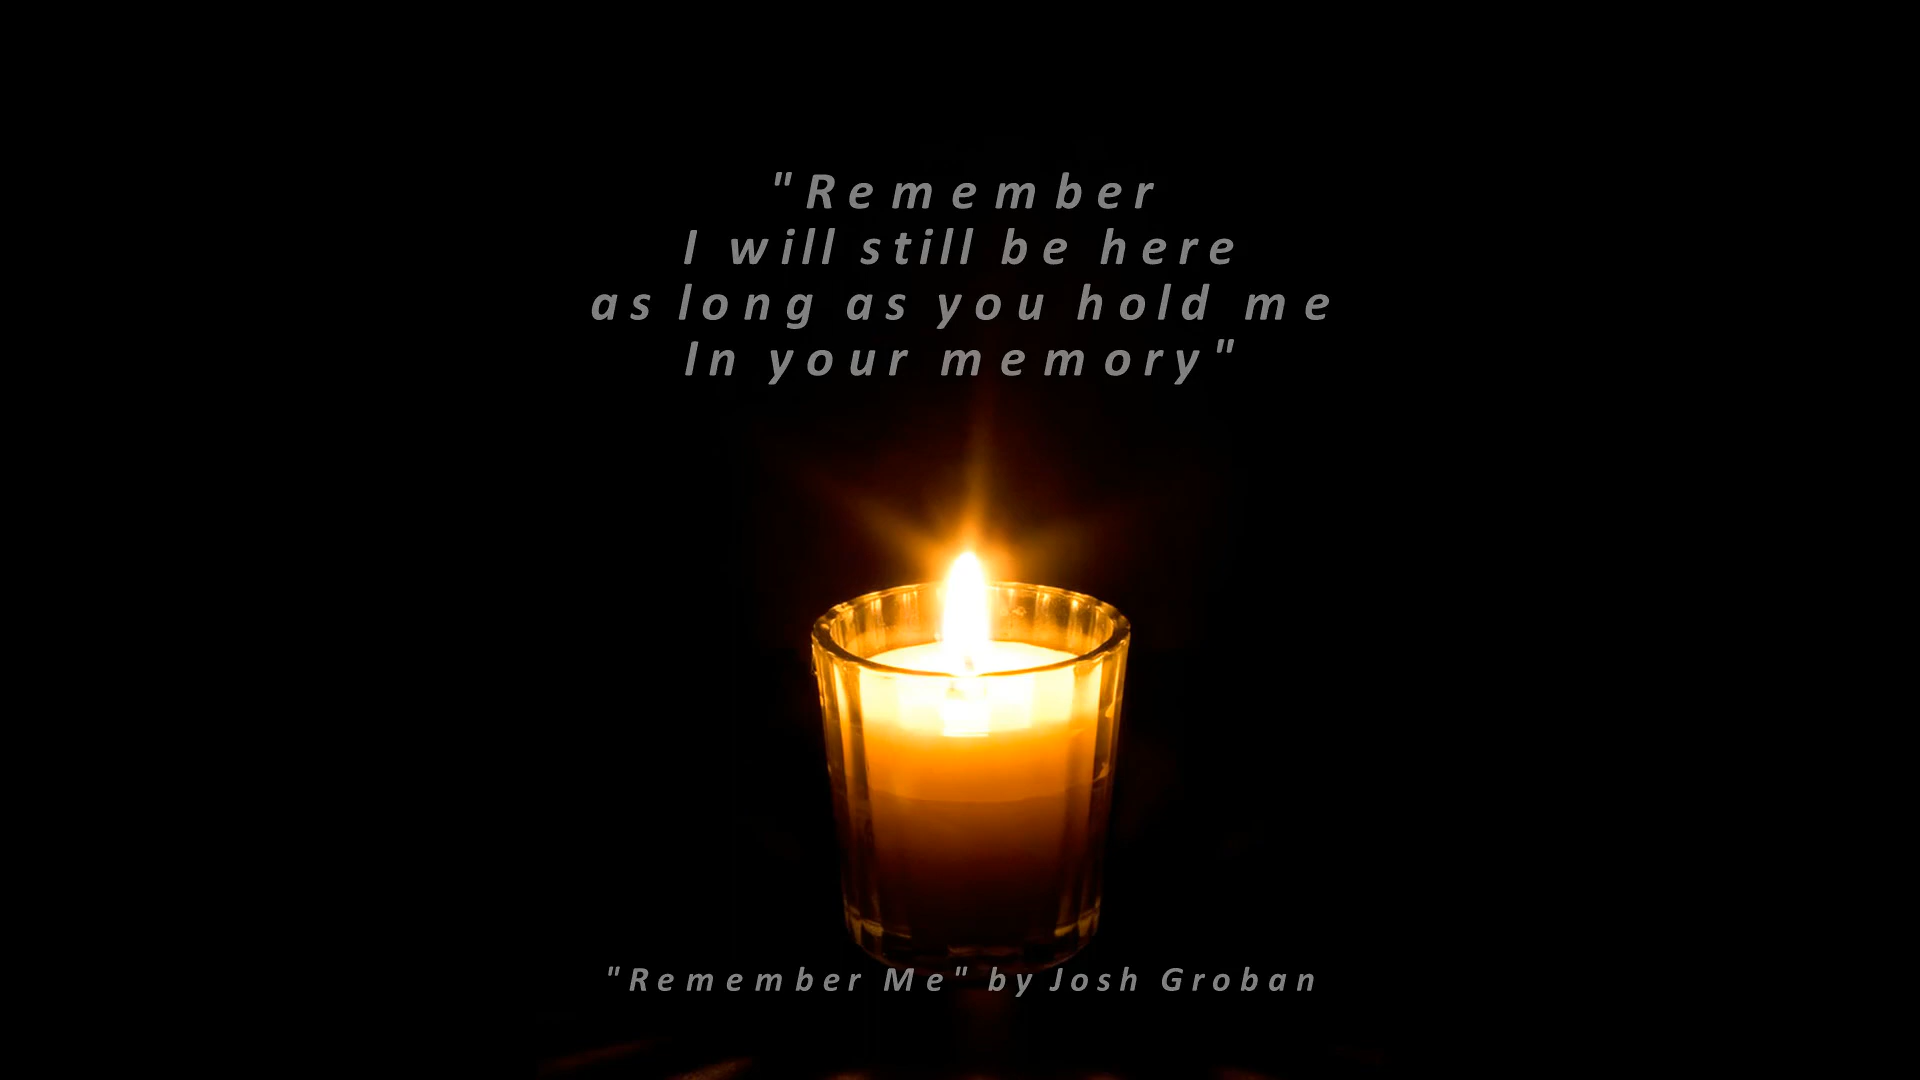 "Remember
I will still be here
as long as you hold me
In your memory"
"Remember Me" by Josh Groban